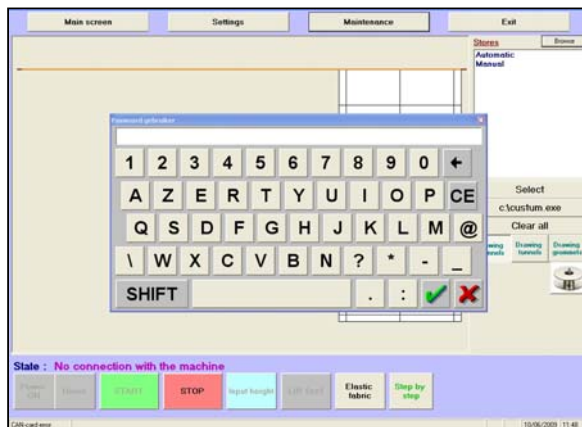 Main screen
Settings
Maintenance
Exit
Stores
Browse
Automatic
Manual
Password gebruiker
1 2 3 4 5 6 7 8 9 0
A Z E R T Y U I O P CE
Q S D F G H J K L M @
\ W X C V B N ? * - _
SHIFT . :
Select
c:\custum.exe
Clear all
Drawing tunnels
Drawing grommets
State : No connection with the machine
Power ON
START
STOP
Input height
Elastic fabric
Step by step
CAN-card error
10/06/2009 11:48